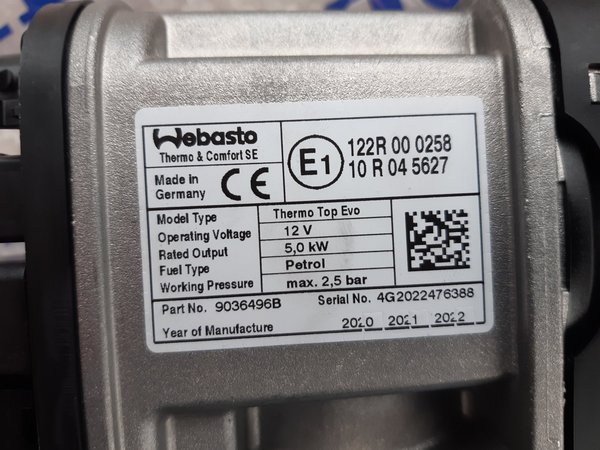 Webasto
Thermo & Comfort SE
Made in
Germany
CE
E1
122R 00 0258
10 R 04 5627
Model Type Thermo Top Evo
Operating Voltage 12 V
Rated Output 5,0 kW
Fuel Type Petrol
Working Pressure max. 2,5 bar
Part No. 9036496B Serial No. 4G2022476388
Year of Manufacture 2020 2021 2022